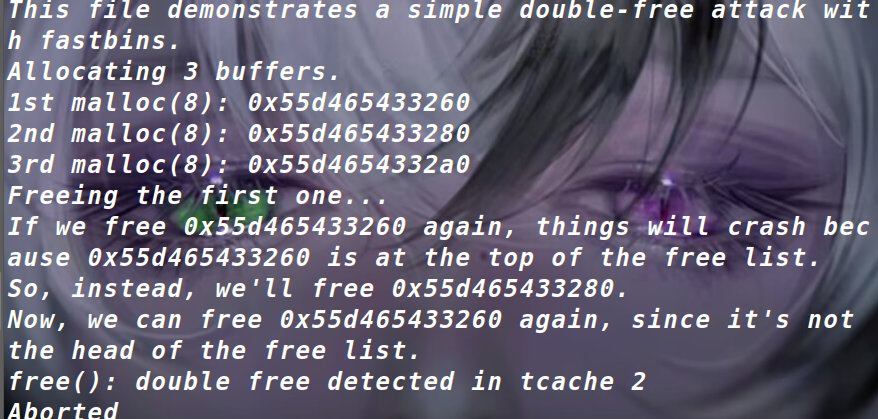 This file demonstrates a simple double-free attack wit
h fastbins.
Allocating 3 buffers.
1st malloc(8): 0x55d465433260
2nd malloc(8): 0x55d465433280
3rd malloc(8): 0x55d4654332a0
Freeing the first one...
If we free 0x55d465433260 again, things will crash bec
ause 0x55d465433260 is at the top of the free list.
So, instead, we'll free 0x55d465433280.
Now, we can free 0x55d465433260 again, since it's not
the head of the free list.
free(): double free detected in tcache 2
Aborted